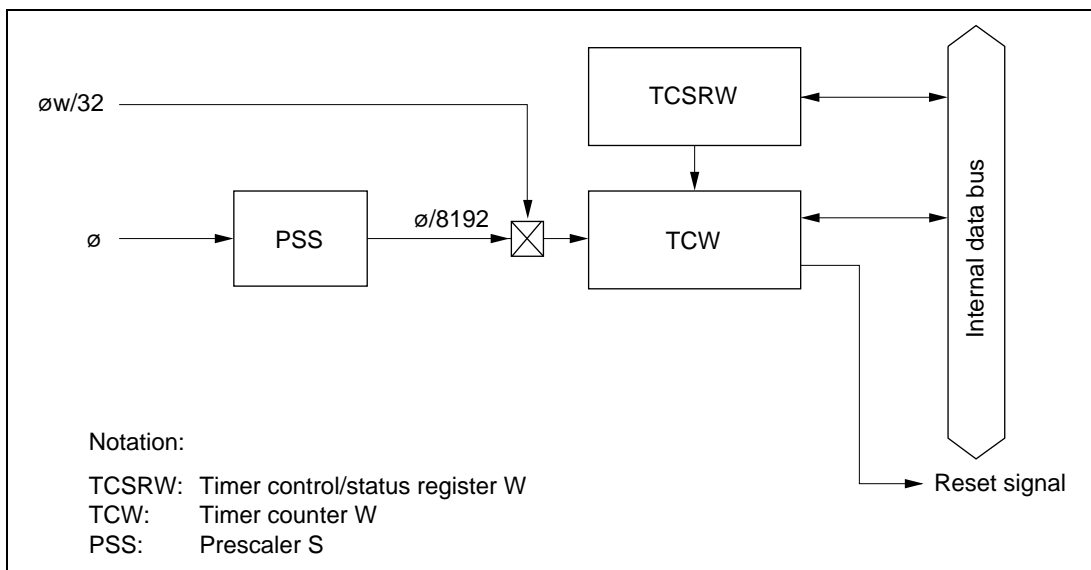 TCSRW
øw/32
ø/8192
ø
PSS
TCW
Internal data bus
Notation:
TCSRW: Timer control/status register W
TCW: Timer counter W
PSS: Prescaler S
Reset signal